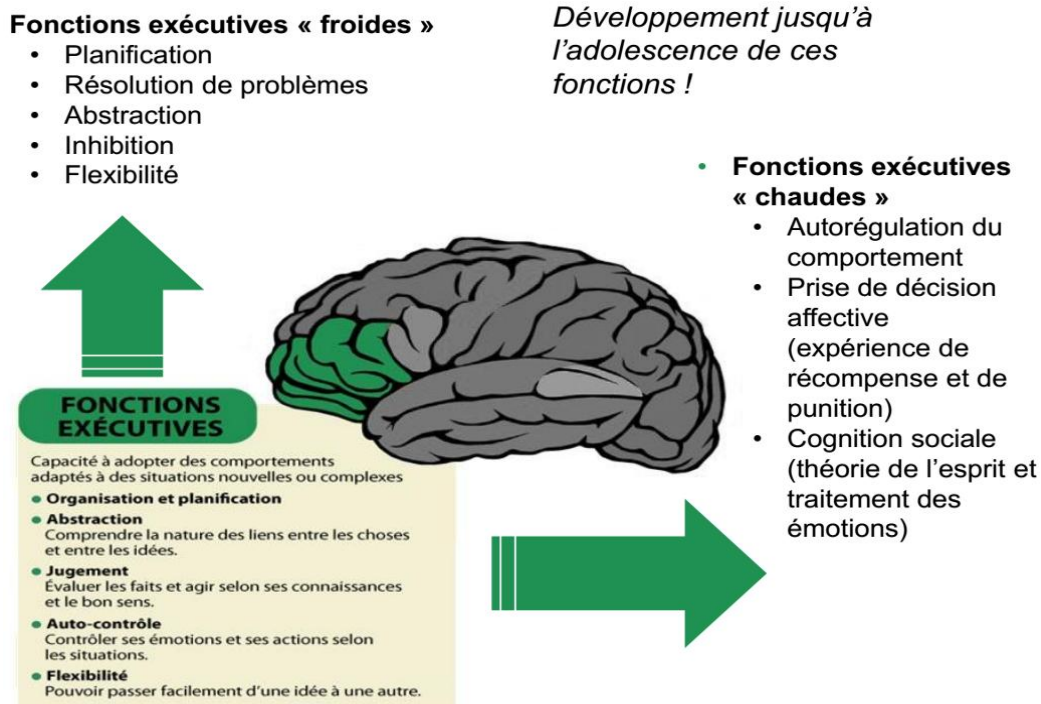 Fonctions exécutives « froides »
• Planification
• Résolution de problèmes
• Abstraction
• Inhibition
• Flexibilité
Développement jusqu’à
l’adolescence de ces
fonctions !
• Fonctions exécutives
« chaudes »
• Autorégulation du
comportement
• Prise de décision
affective
(expérience de
récompense et de
punition)
• Cognition sociale
(théorie de l’esprit et
traitement des
émotions)
FONCTIONS
EXÉCUTIVES
Capacité à adopter des comportements
adaptés à des situations nouvelles ou complexes
• Organisation et planification
• Abstraction
Comprendre la nature des liens entre les choses
et entre les idées.
• Jugement
Évaluer les faits et agir selon ses connaissances
et le bon sens.
• Auto-contrôle
Contrôler ses émotions et ses actions selon
les situations.
• Flexibilité
Pouvoir passer facilement d’une idée à une autre.